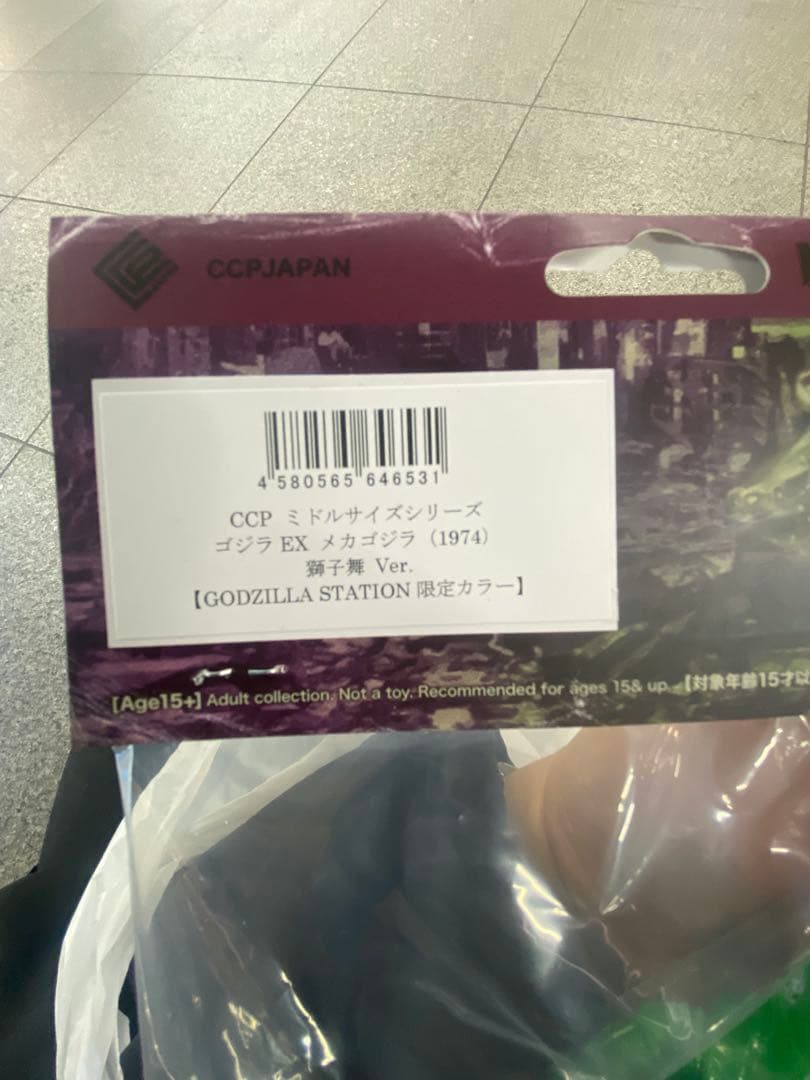 CCPJAPAN
4 580565 646531
CCP ミドルサイズシリーズ
ゴジラ EX メカゴジラ（1974）
獅子舞 Ver.
【GODZILLA STATION 限定カラー】
[Age15+] Adult collection. Not a toy. Recommended for ages 15& up. 【対象年齢15才以